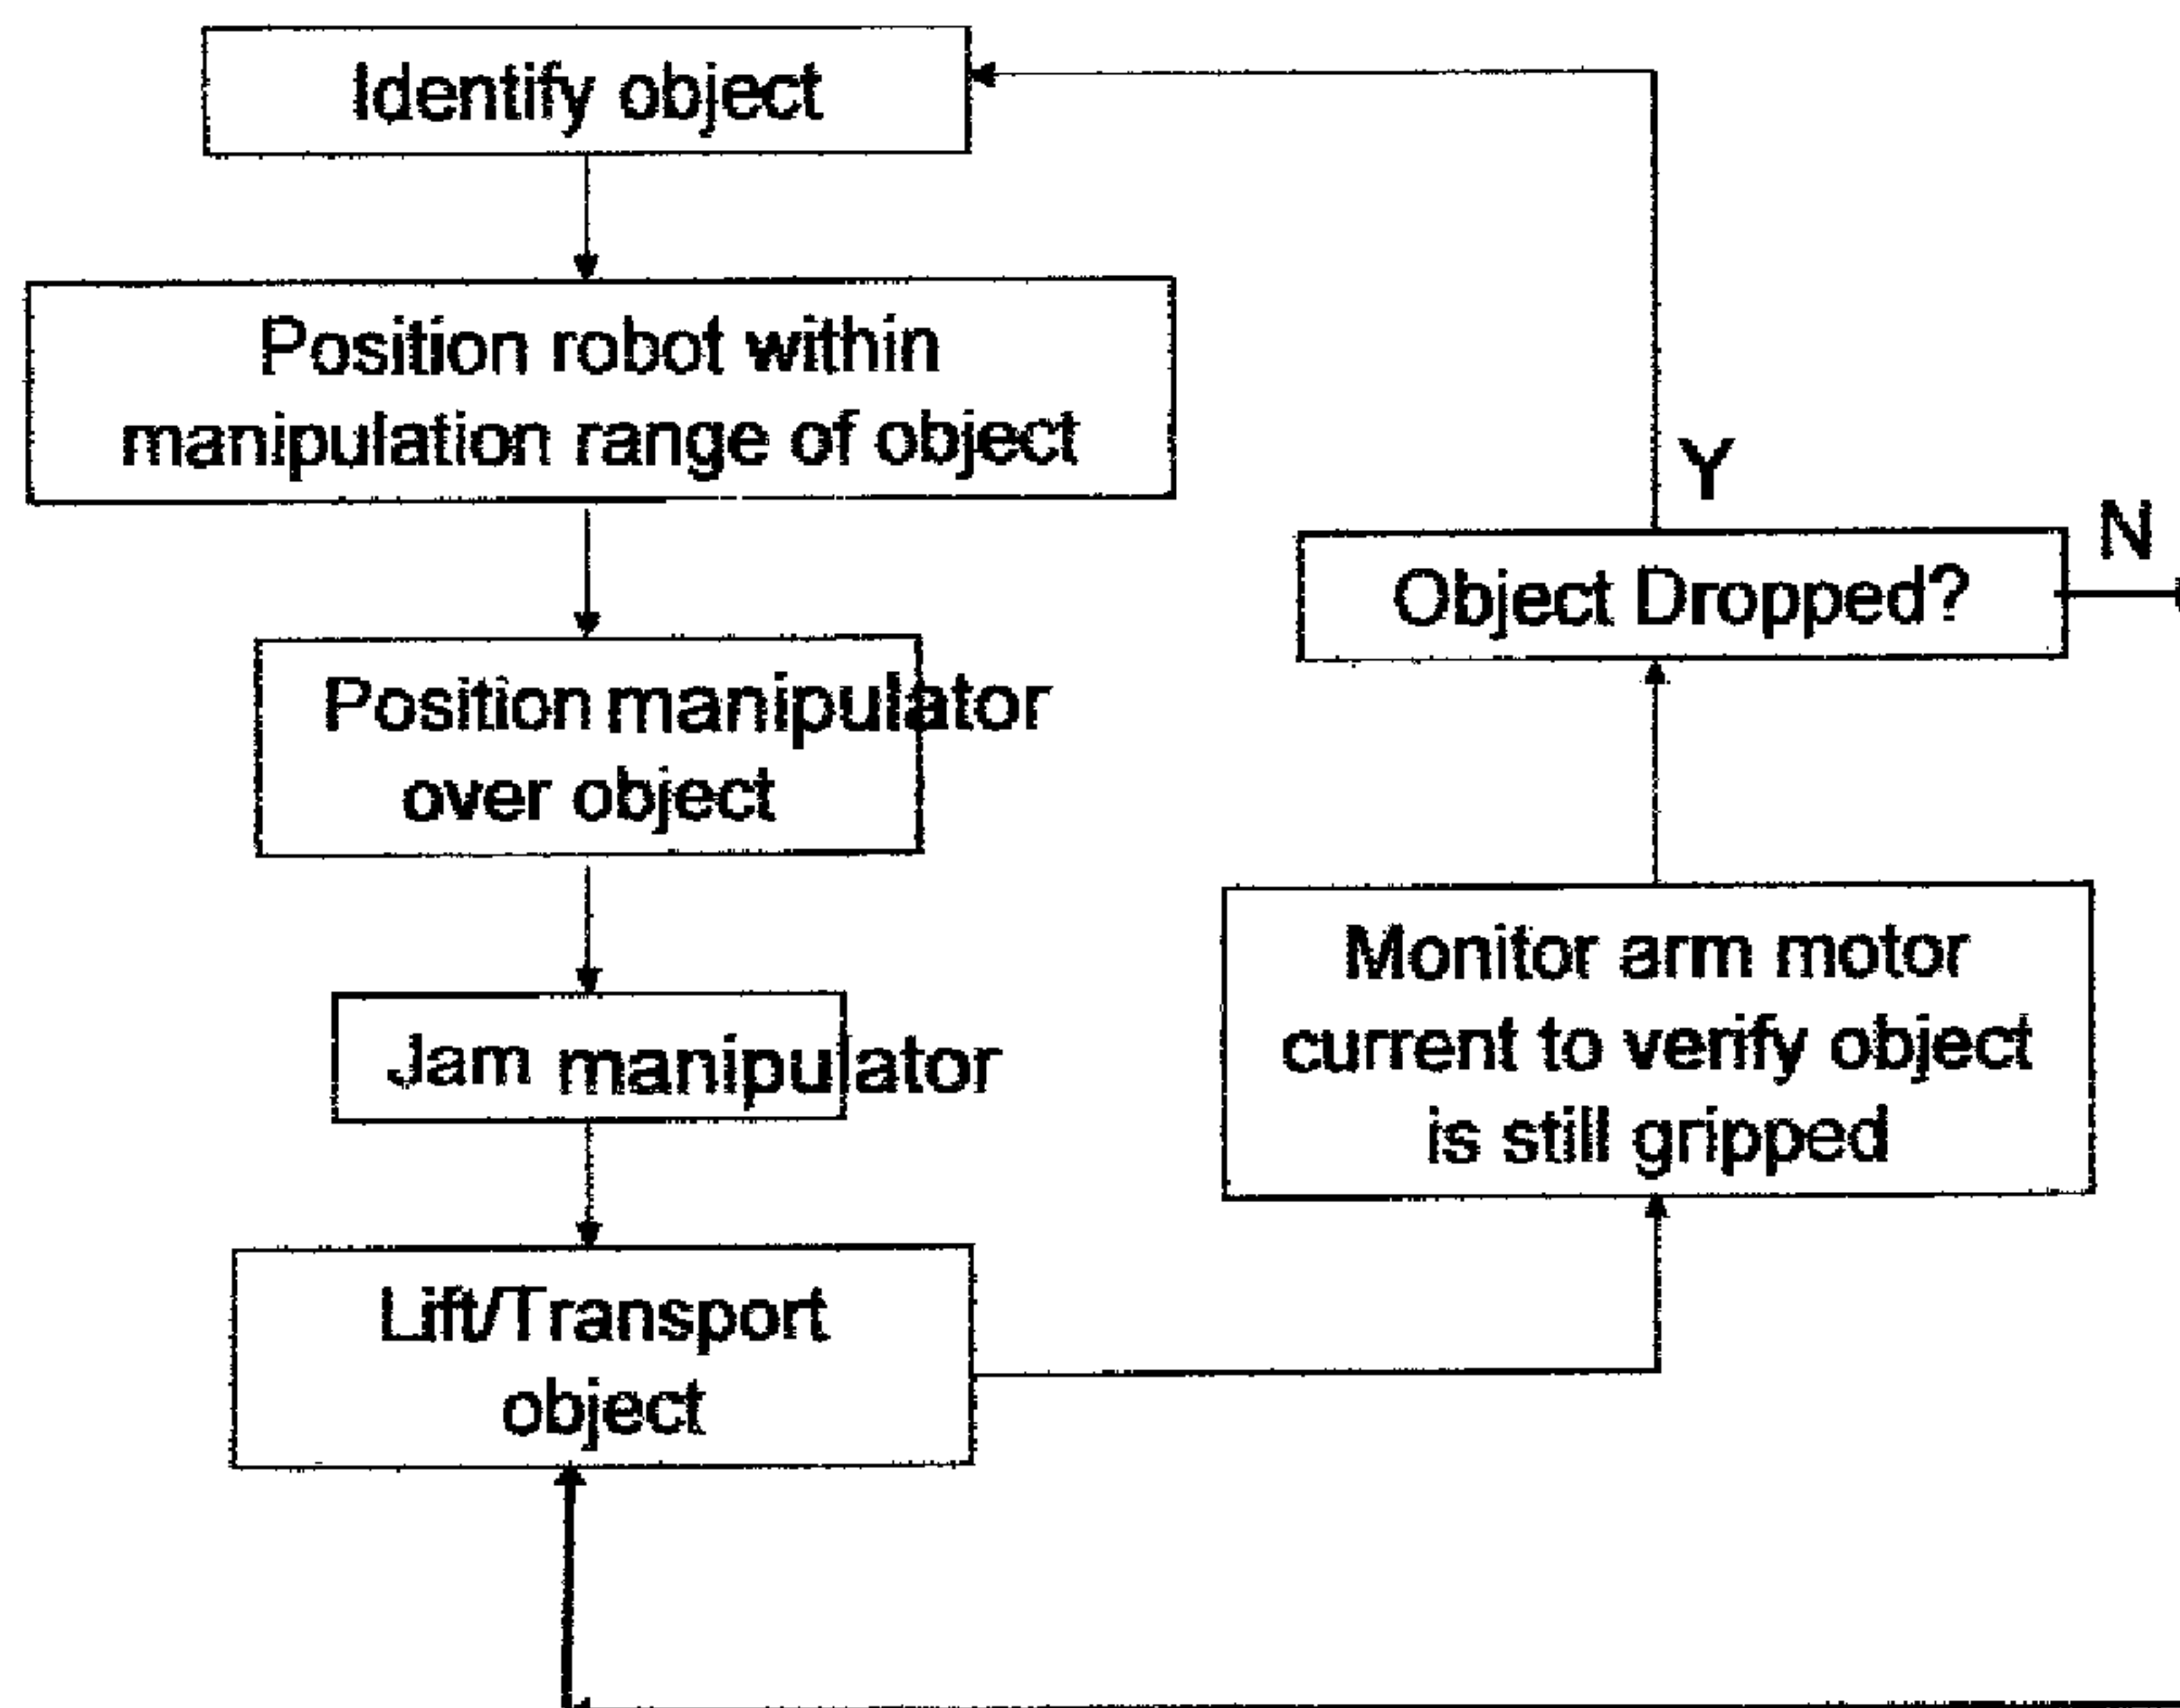 Identify object
Position robot within
manipulation range of object
Position manipulator
over object
Jam manipulator
Lift/Transport
object
Monitor arm motor
current to verify object
is still gripped
Object Dropped?
Y
N